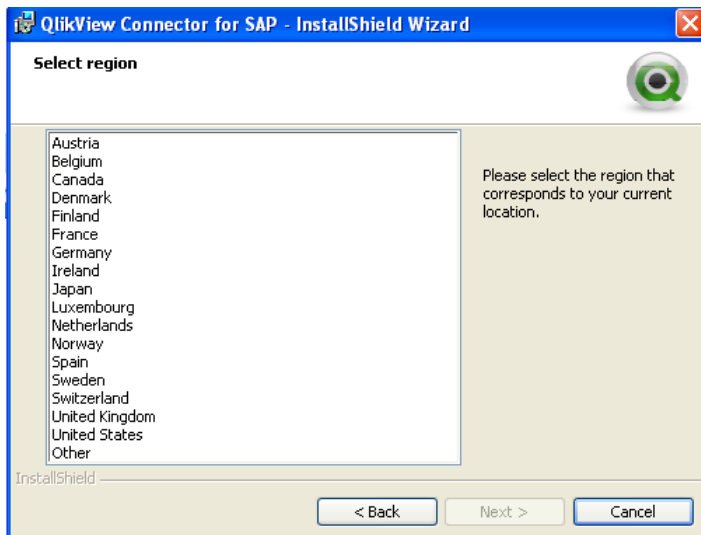 QlikView Connector for SAP - InstallShield Wizard
Select region
Austria
Belgium
Canada
Denmark
Finland
France
Germany
Ireland
Japan
Luxembourg
Netherlands
Norway
Spain
Sweden
Switzerland
United Kingdom
United States
Other
Please select the region that
corresponds to your current
location.
InstallShield
< Back
Next >
Cancel